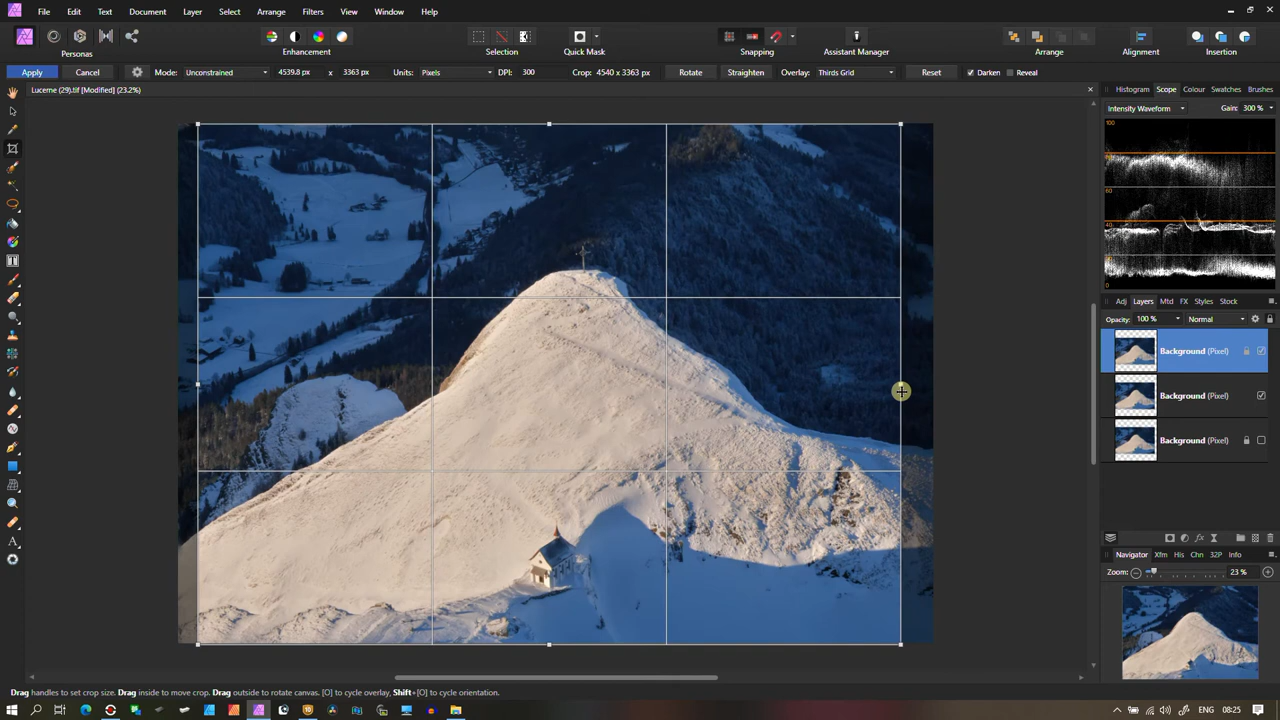 File Edit Text Document Layer Select Arrange Filters View Window Help
Personas Enhancement Selection Quick Mask Snapping Assistant Manager Arrange Alignment Insertion
Apply Cancel Mode: Unconstrained 4539.8 px x 3363 px Units: Pixels DPI: 300 Crop: 4540 x 3363 px Rotate Straighten Overlay: Thirds Grid Reset Darken Reveal
Lucerne (29).tif [Modified] (23.2%)
Histogram Scope Colour Swatches Brushes
Intensity Waveform Gain: 300 %
100
60
0
Adj Layers Mtd FX Styles Stock
Opacity: 100 % Normal
Background (Pixel)
Background (Pixel)
Background (Pixel)
Navigator Xfm His Chn 32P Info
Zoom: 23 %
Drag handles to set crop size. Drag inside to move crop. Drag outside to rotate canvas. [O] to cycle overlay, Shift+[O] to cycle orientation.
ENG 08:25